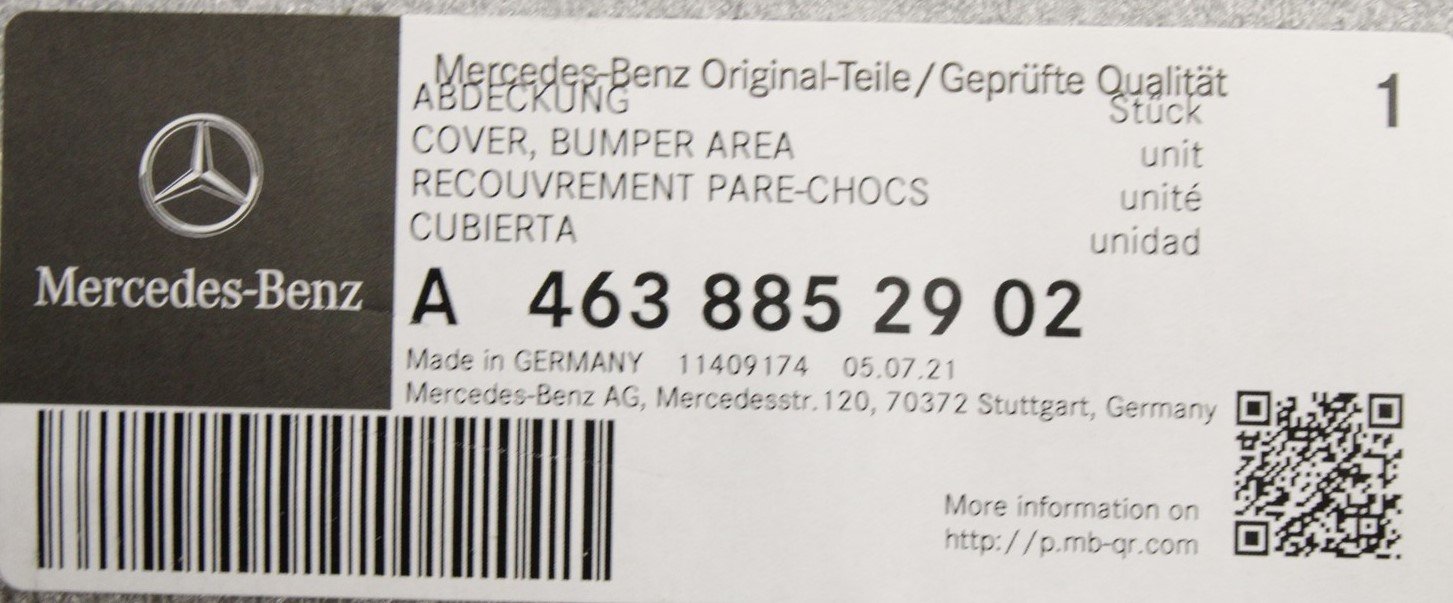 Mercedes-Benz
Mercedes-Benz Original-Teile/Geprüfte Qualität
1
ABDECKUNG Stück
COVER, BUMPER AREA unit
RECOUVREMENT PARE-CHOCS unité
CUBIERTA unidad
A 463 885 29 02
Made in GERMANY 11409174 05.07.21
Mercedes-Benz AG, Mercedesstr.120, 70372 Stuttgart, Germany
More information on
http://p.mb-qr.com